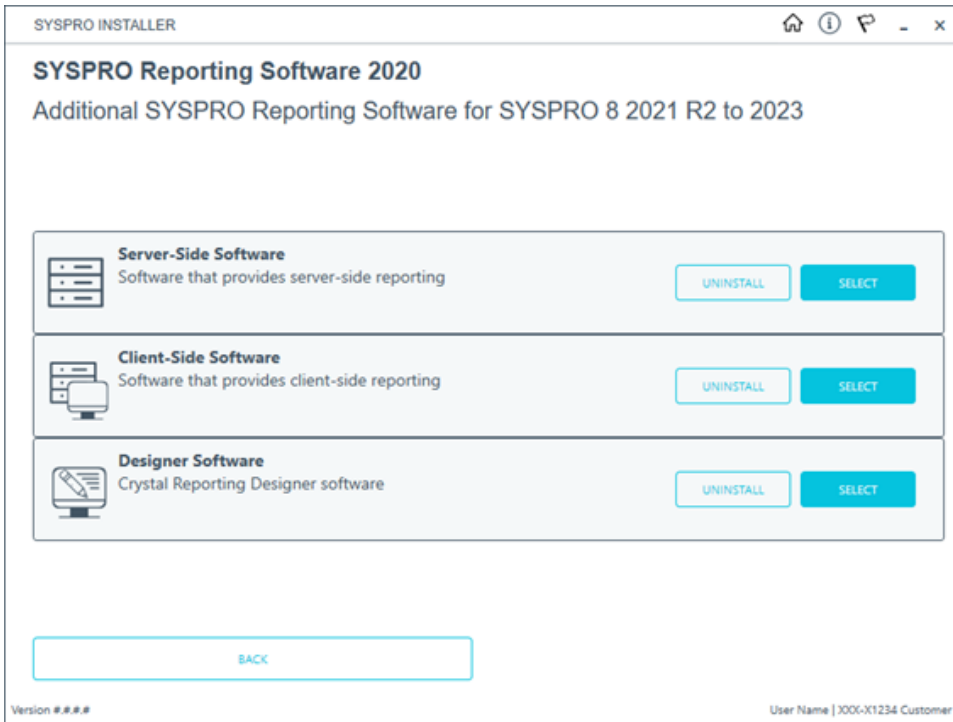 SYSPRO INSTALLER
SYSPRO Reporting Software 2020
Additional SYSPRO Reporting Software for SYSPRO 8 2021 R2 to 2023
Server-Side Software
Software that provides server-side reporting
UNINSTALL
SELECT
Client-Side Software
Software that provides client-side reporting
UNINSTALL
SELECT
Designer Software
Crystal Reporting Designer software
UNINSTALL
SELECT
BACK
Version #.#.#.#
User Name | XXX-X1234 Customer